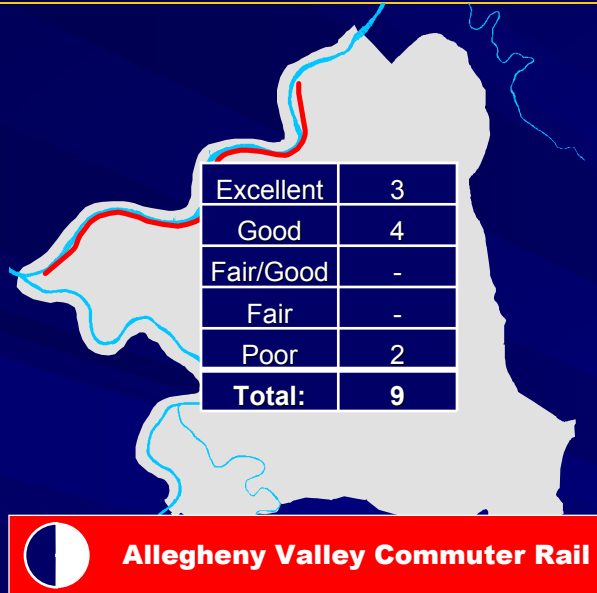 Excellent 3
Good 4
Fair/Good -
Fair -
Poor 2
Total: 9
Allegheny Valley Commuter Rail